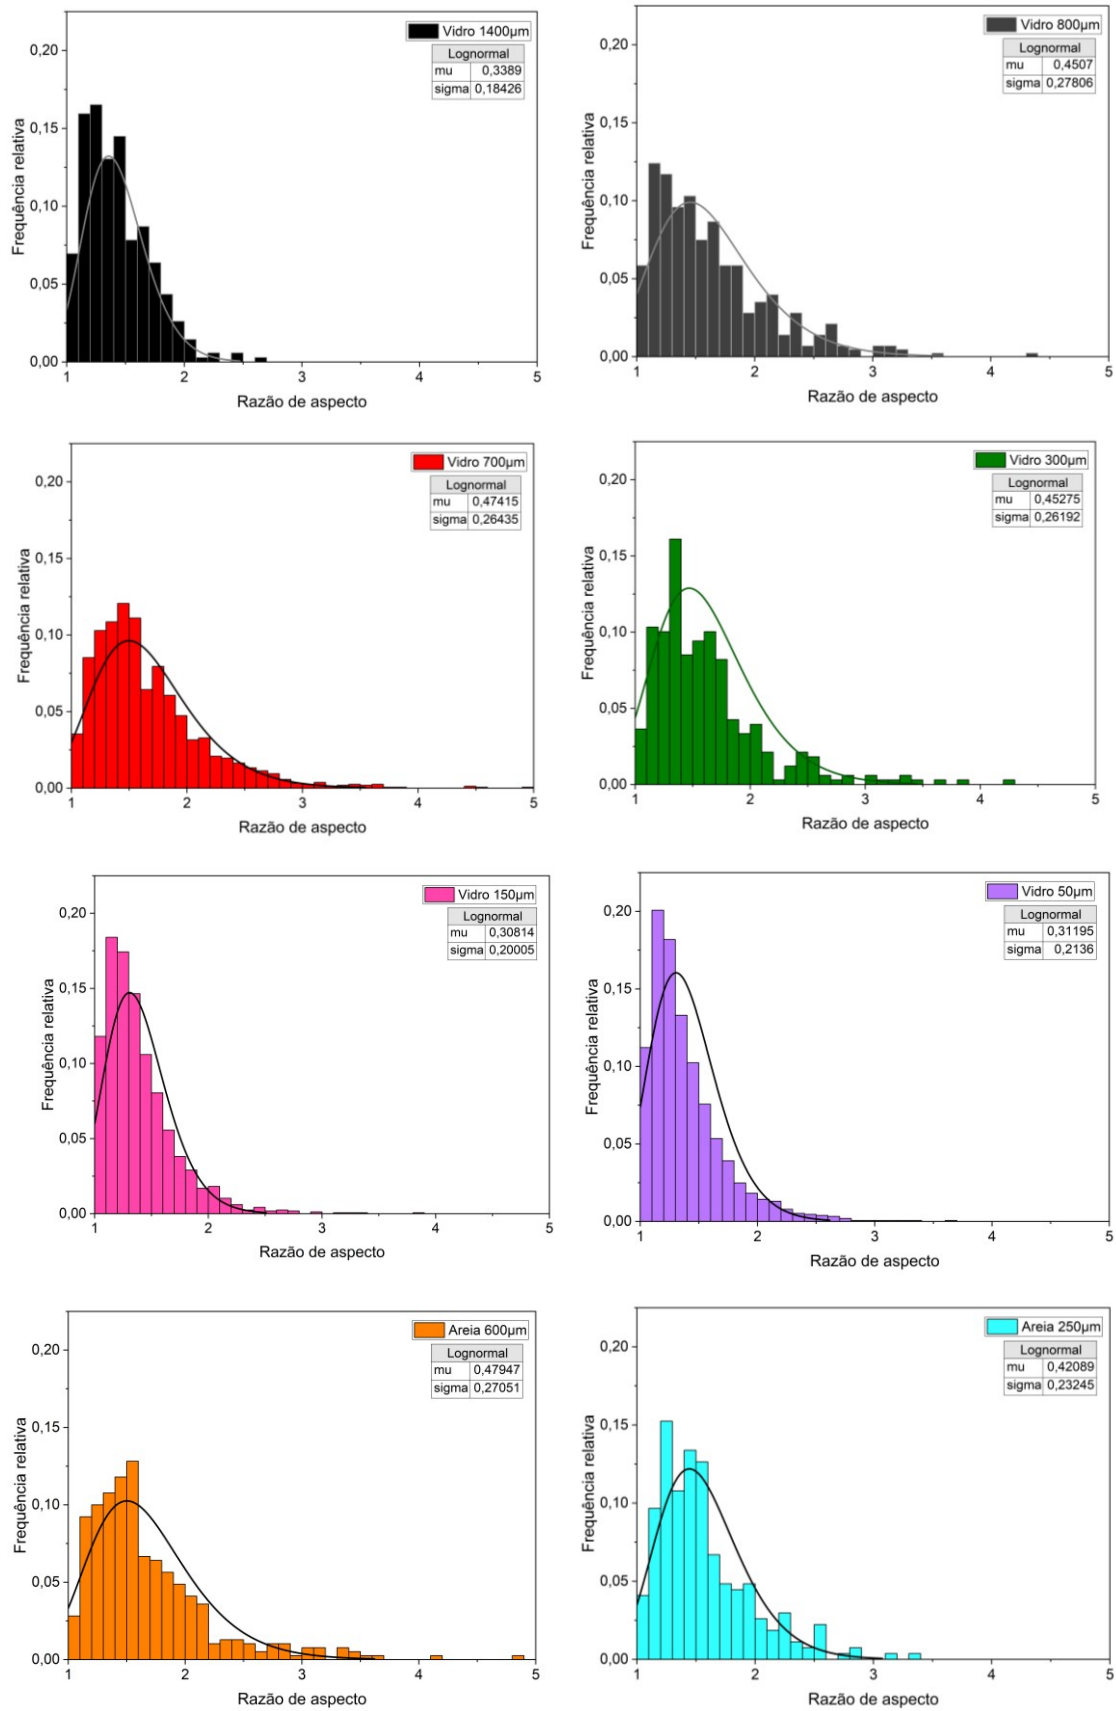 Vidro 1400µm
Lognormal
mu 0,3389
sigma 0,18426
0,20
0,15
0,10
0,05
0,00
Frequência relativa
1 2 3 4 5
Razão de aspecto
Vidro 800µm
Lognormal
mu 0,4507
sigma 0,27806
0,20
0,15
0,10
0,05
0,00
Frequência relativa
1 2 3 4 5
Razão de aspecto
Vidro 700µm
Lognormal
mu 0,47415
sigma 0,26435
0,20
0,15
0,10
0,05
0,00
Frequência relativa
1 2 3 4 5
Razão de aspecto
Vidro 300µm
Lognormal
mu 0,45275
sigma 0,26192
0,20
0,15
0,10
0,05
0,00
Frequência relativa
1 2 3 4 5
Razão de aspecto
Vidro 150µm
Lognormal
mu 0,30814
sigma 0,20005
0,20
0,15
0,10
0,05
0,00
Frequência relativa
1 2 3 4 5
Razão de aspecto
Vidro 50µm
Lognormal
mu 0,31195
sigma 0,2136
0,20
0,15
0,10
0,05
0,00
Frequência relativa
1 2 3 4 5
Razão de aspecto
Areia 600µm
Lognormal
mu 0,47947
sigma 0,27051
0,20
0,15
0,10
0,05
0,00
Frequência relativa
1 2 3 4 5
Razão de aspecto
Areia 250µm
Lognormal
mu 0,42089
sigma 0,23245
0,20
0,15
0,10
0,05
0,00
Frequência relativa
1 2 3 4 5
Razão de aspecto